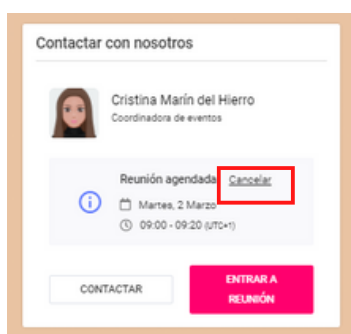 Contactar con nosotros
Cristina Marín del Hierro
Coordinadora de eventos
Reunión agendada Cancelar
Martes, 2 Marzo
09:00 - 09:20 (UTC+1)
CONTACTAR
ENTRAR A
REUNIÓN